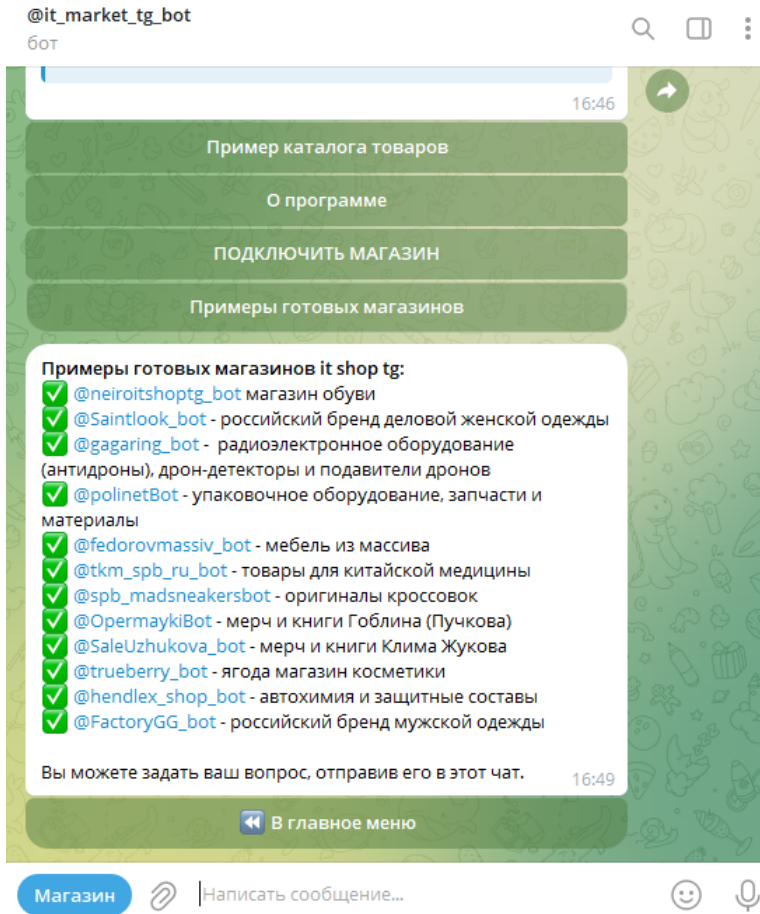 @it_market_tg_bot
бот
16:46
Пример каталога товаров
О программе
ПОДКЛЮЧИТЬ МАГАЗИН
Примеры готовых магазинов
Примеры готовых магазинов it shop tg:
✅ @neiroitshoptg_bot магазин обуви
✅ @Saintlook_bot - российский бренд деловой женской одежды
✅ @gagaring_bot - радиоэлектронное оборудование
(антидроны), дрон-детекторы и подавители дронов
✅ @polinetBot - упаковочное оборудование, запчасти и
материалы
✅ @fedorovmassiv_bot - мебель из массива
✅ @tkm_spb_ru_bot - товары для китайской медицины
✅ @spb_madsneakersbot - оригиналы кроссовок
✅ @OpermaykiBot - мерч и книги Гоблина (Пучкова)
✅ @SaleUzhukova_bot - мерч и книги Клима Жукова
✅ @trueberry_bot - ягода магазин косметики
✅ @hendlex_shop_bot - автохимия и защитные составы
✅ @FactoryGG_bot - российский бренд мужской одежды
Вы можете задать ваш вопрос, отправив его в этот чат.
16:49
⏪ В главное меню
Магазин
Написать сообщение...